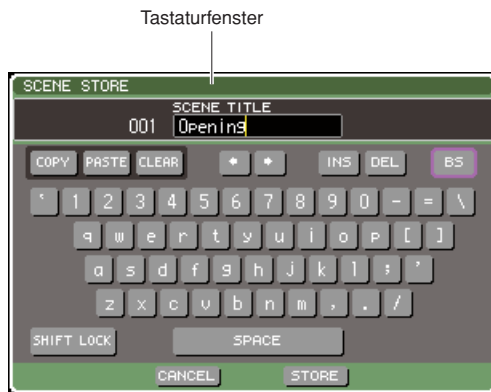 Tastaturfenster
SCENE STORE
SCENE TITLE
001 Opening
COPY PASTE CLEAR INS DEL BS
` 1 2 3 4 5 6 7 8 9 0 - = \
q w e r t y u i o p [ ]
a s d f g h j k l ; '
z x c v b n m , . /
SHIFT LOCK SPACE
CANCEL STORE